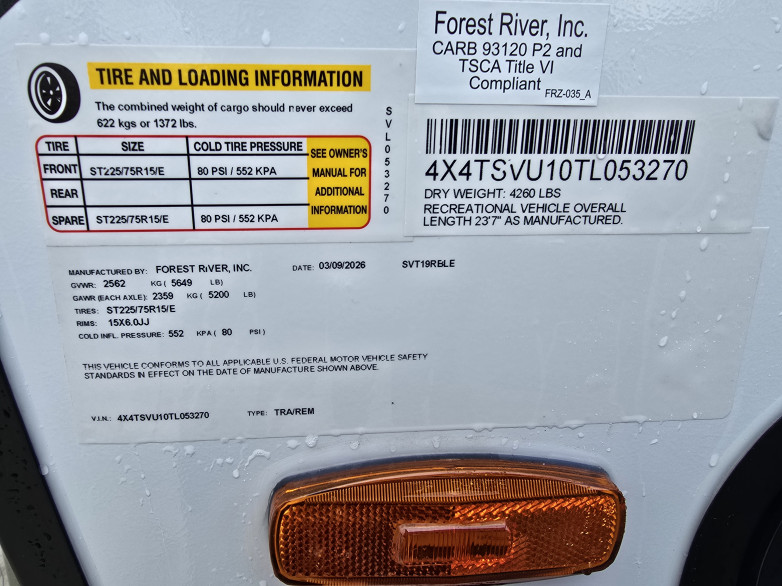 Forest River, Inc.
CARB 93120 P2 and
TSCA Title VI
Compliant
FRZ-035_A
TIRE AND LOADING INFORMATION
The combined weight of cargo should never exceed
622 kgs or 1372 lbs.
TIRE SIZE COLD TIRE PRESSURE
FRONT ST225/75R15/E 80 PSI / 552 KPA
REAR
SPARE ST225/75R15/E 80 PSI / 552 KPA
SEE OWNER'S
MANUAL FOR
ADDITIONAL
INFORMATION
SVL053270
4X4TSVU10TL053270
DRY WEIGHT: 4260 LBS
RECREATIONAL VEHICLE OVERALL
LENGTH 23'7" AS MANUFACTURED.
MANUFACTURED BY: FOREST RIVER, INC. DATE: 03/09/2026 SVT19RBLE
GVWR: 2562 KG ( 5649 LB)
GAWR (EACH AXLE): 2359 KG ( 5200 LB)
TIRES: ST225/75R15/E
RIMS: 15X6.0JJ
COLD INFL. PRESSURE: 552 KPA ( 80 PSI)
THIS VEHICLE CONFORMS TO ALL APPLICABLE U.S. FEDERAL MOTOR VEHICLE SAFETY
STANDARDS IN EFFECT ON THE DATE OF MANUFACTURE SHOWN ABOVE.
V.I.N.: 4X4TSVU10TL053270 TYPE: TRA/REM